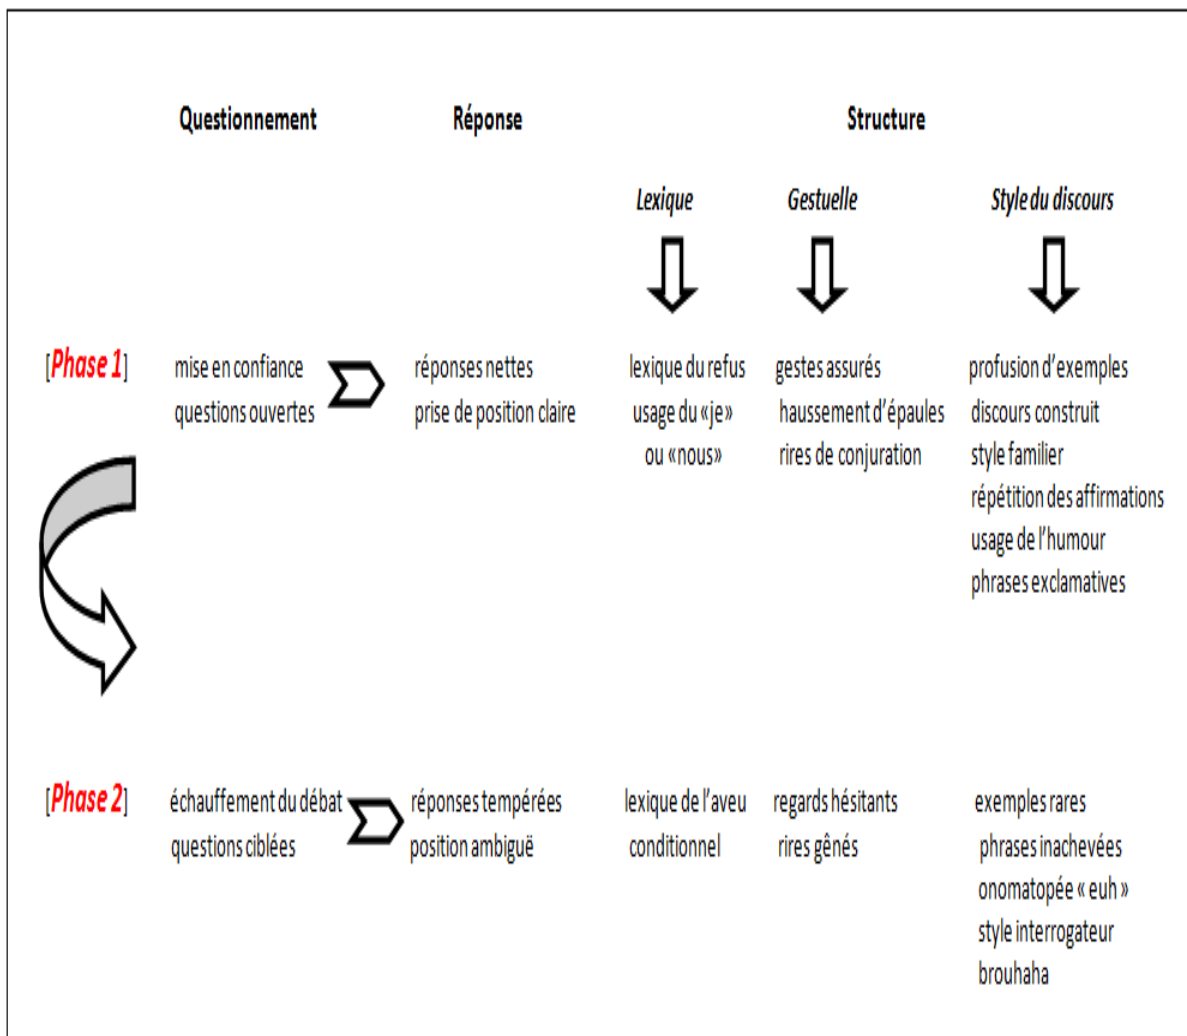 Questionnement Réponse Structure
Lexique Gestuelle Style du discours
[Phase 1] mise en confiance réponses nettes lexique du refus gestes assurés profusion d'exemples
questions ouvertes prise de position claire usage du «je» haussement d'épaules discours construit
ou «nous» rires de conjuration style familier
répétition des affirmations
usage de l'humour
phrases exclamatives
[Phase 2] échauffement du débat réponses tempérées lexique de l'aveu regards hésitants exemples rares
questions ciblées position ambiguë conditionnel rires gênés phrases inachevées
onomatopée « euh »
style interrogateur
brouhaha